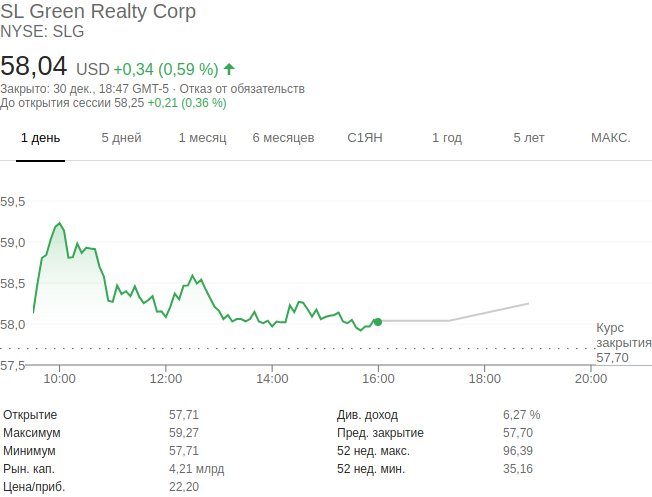 SL Green Realty Corp
NYSE: SLG
58,04 USD +0,34 (0,59 %)
Закрыто: 30 дек., 18:47 GMT-5 · Отказ от обязательств
До открытия сессии 58,25 +0,21 (0,36 %)
1 день 5 дней 1 месяц 6 месяцев С1ЯН 1 год 5 лет МАКС.
59,5
59,0
58,5
58,0
Курс
закрытия
57,70
57,5
10:00 12:00 14:00 16:00 18:00 20:00
Открытие 57,71 Див. доход 6,27 %
Максимум 59,27 Пред. закрытие 57,70
Минимум 57,71 52 нед. макс. 96,39
Рын. кап. 4,21 млрд 52 нед. мин. 35,16
Цена/приб. 22,20